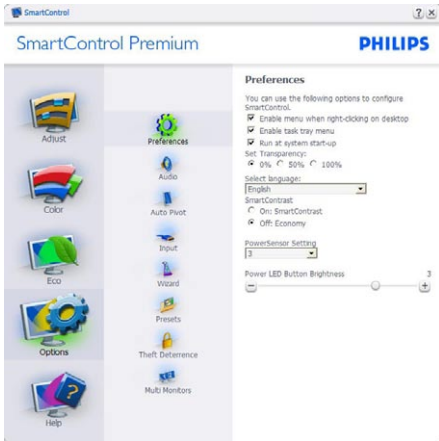 SmartControl
? x
SmartControl Premium
PHILIPS
Adjust
Color
Eco
Options
Help
Preferences
Audio
Auto Pivot
Input
Wizard
Presets
Theft Deterrence
Multi Monitors
Preferences
You can use the following options to configure
SmartControl.
Enable menu when right-clicking on desktop
Enable task tray menu
Run at system start-up
Set Transparency:
0% 50% 100%
Select language:
English
SmartContrast
On: SmartContrast
Off: Economy
PowerSensor Setting
3
Power LED Button Brightness 3
- +